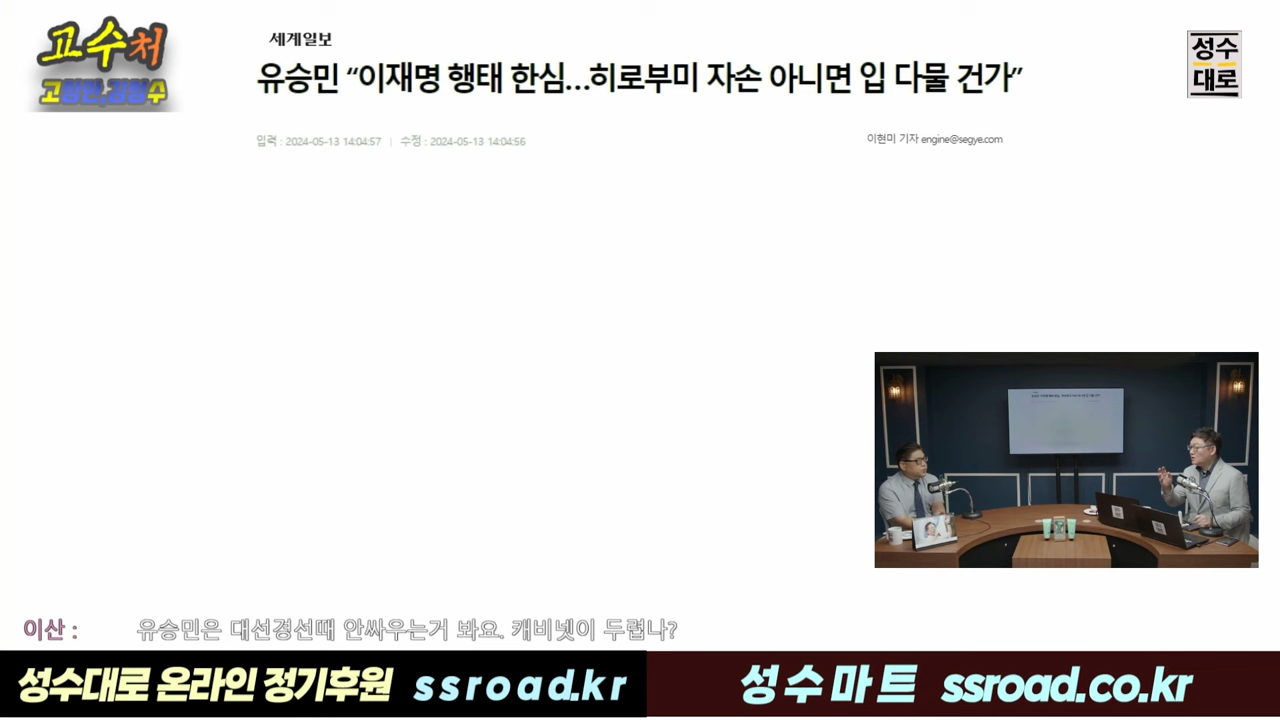 고수처
세계일보
유승민 “이재명 행태 한심…히로부미 자손 아니면 입 다물 건가”
성수
대로
입력 : 2024-05-13 14:04:57 | 수정 : 2024-05-13 14:04:56
이현미 기자 engine@segye.com
이산 : 유승민은 대선경선때 안싸우는거 봐요. 캐비넷이 두렵나?
성수대로 온라인 정기후원 ssroad.kr
성수마트 ssroad.co.kr